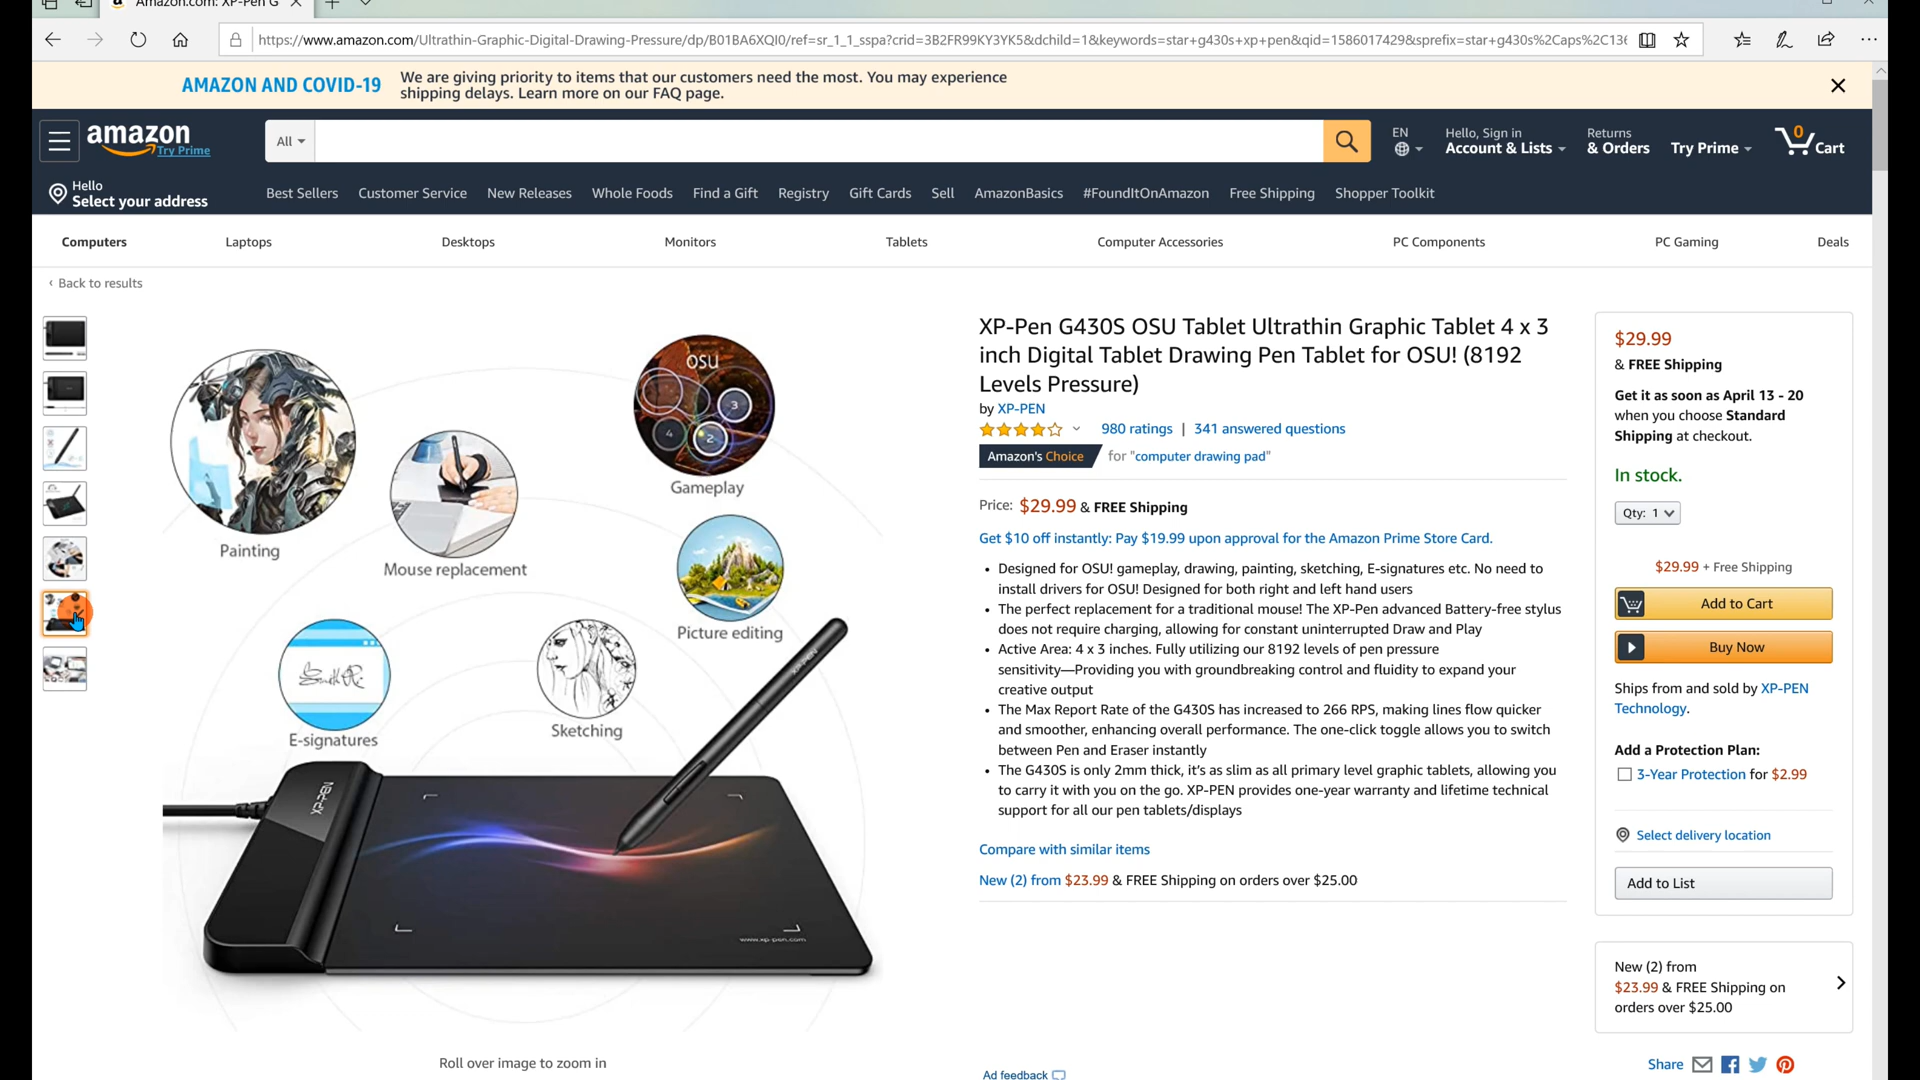 Amazon.com: XP-Pen G
https://www.amazon.com/Ultrathin-Graphic-Digital-Drawing-Pressure/dp/B01BA6XQI0/ref=sr_1_1_sspa?crid=3B2FR99KY3YK5&dchild=1&keywords=star+g430s+xp+pen&qid=1586017429&sprefix=star+g430s%2Caps%2C136
AMAZON AND COVID-19
We are giving priority to items that our customers need the most. You may experience
shipping delays. Learn more on our FAQ page.
amazon
Try Prime
All
EN
Hello, Sign in
Account & Lists
Returns
& Orders
Try Prime
0
Cart
Hello
Select your address
Best Sellers
Customer Service
New Releases
Whole Foods
Find a Gift
Registry
Gift Cards
Sell
AmazonBasics
#FoundItOnAmazon
Free Shipping
Shopper Toolkit
Computers
Laptops
Desktops
Monitors
Tablets
Computer Accessories
PC Components
PC Gaming
Deals
‹ Back to results
Painting
Mouse replacement
OSU
3
4
2
Gameplay
Picture editing
E-signatures
Sketching
XP-PEN
XP-PEN
www.xp-pen.com
Roll over image to zoom in
XP-Pen G430S OSU Tablet Ultrathin Graphic Tablet 4 x 3
inch Digital Tablet Drawing Pen Tablet for OSU! (8192
Levels Pressure)
by XP-PEN
980 ratings | 341 answered questions
Amazon's Choice for "computer drawing pad"
Price: $29.99 & FREE Shipping
Get $10 off instantly: Pay $19.99 upon approval for the Amazon Prime Store Card.
• Designed for OSU! gameplay, drawing, painting, sketching, E-signatures etc. No need to
install drivers for OSU! Designed for both right and left hand users
• The perfect replacement for a traditional mouse! The XP-Pen advanced Battery-free stylus
does not require charging, allowing for constant uninterrupted Draw and Play
• Active Area: 4 x 3 inches. Fully utilizing our 8192 levels of pen pressure
sensitivity—Providing you with groundbreaking control and fluidity to expand your
creative output
• The Max Report Rate of the G430S has increased to 266 RPS, making lines flow quicker
and smoother, enhancing overall performance. The one-click toggle allows you to switch
between Pen and Eraser instantly
• The G430S is only 2mm thick, it's as slim as all primary level graphic tablets, allowing you
to carry it with you on the go. XP-PEN provides one-year warranty and lifetime technical
support for all our pen tablets/displays
Compare with similar items
New (2) from $23.99 & FREE Shipping on orders over $25.00
Ad feedback
$29.99
& FREE Shipping
Get it as soon as April 13 - 20
when you choose Standard
Shipping at checkout.
In stock.
Qty: 1
$29.99 + Free Shipping
Add to Cart
Buy Now
Ships from and sold by XP-PEN
Technology.
Add a Protection Plan:
3-Year Protection for $2.99
Select delivery location
Add to List
New (2) from
$23.99 & FREE Shipping on
orders over $25.00
Share